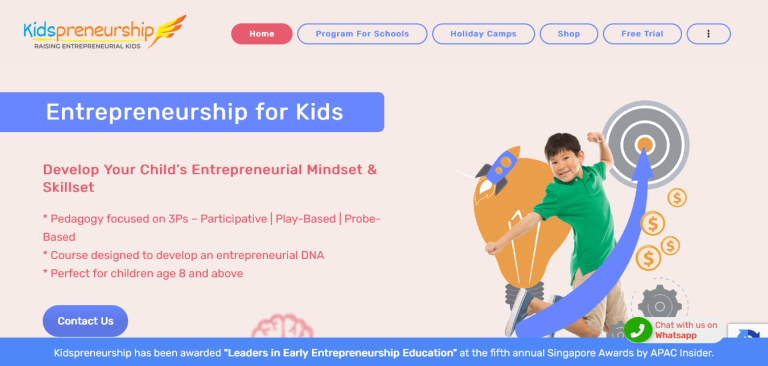 Kidspreneurship
RAISING ENTREPRENEURIAL KIDS
Home
Program For Schools
Holiday Camps
Shop
Free Trial
Entrepreneurship for Kids
Develop Your Child's Entrepreneurial Mindset &
Skillset
* Pedagogy focused on 3Ps – Participative | Play-Based | Probe-
Based
* Course designed to develop an entrepreneurial DNA
* Perfect for children age 8 and above
Contact Us
$
$
$
$
Chat with us on
Whatsapp
Kidspreneurship has been awarded "Leaders in Early Entrepreneurship Education" at the fifth annual Singapore Awards by APAC Insider.